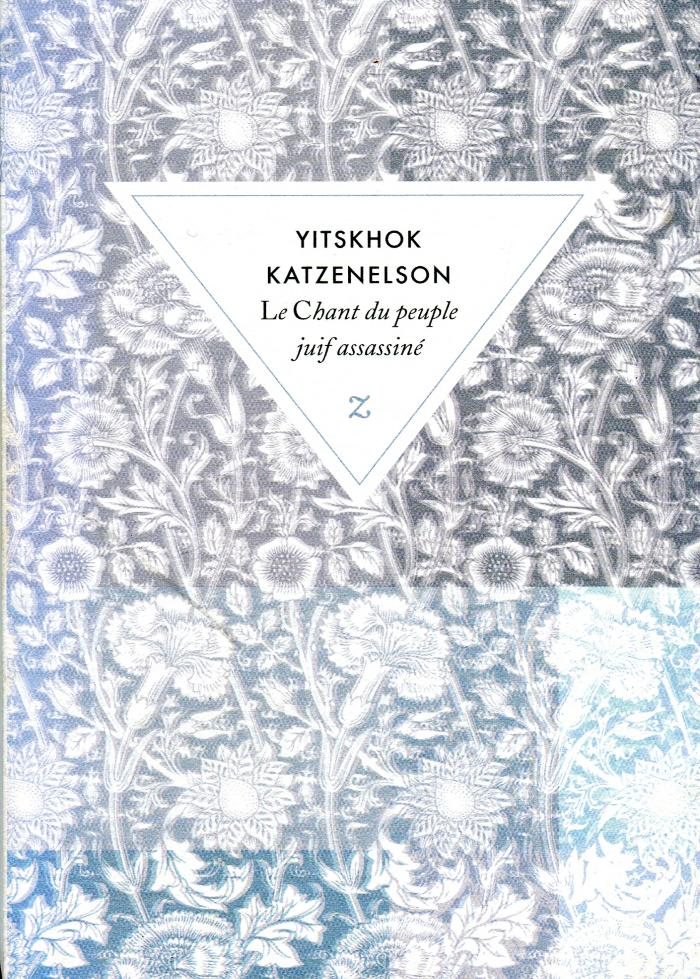 YITSKHOK
KATZENELSON
Le Chant du peuple
juif assassiné
Z